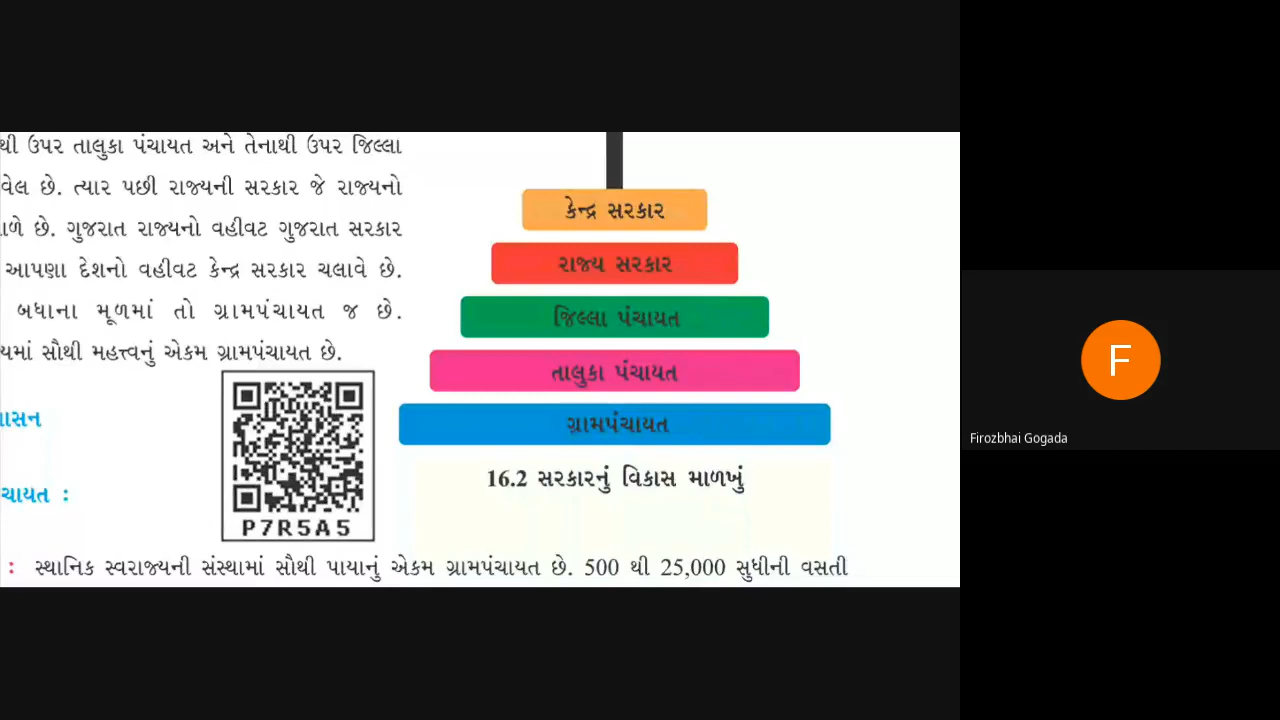 થી ઉપર તાલુકા પંચાયત અને તેનાથી ઉપર જિલ્લા
વેલ છે. ત્યાર પછી રાજ્યની સરકાર જે રાજ્યનો
ળે છે. ગુજરાત રાજ્યનો વહીવટ ગુજરાત સરકાર
આપણા દેશનો વહીવટ કેન્દ્ર સરકાર ચલાવે છે.
બધાના મૂળમાં તો ગ્રામપંચાયત જ છે.
યમાં સૌથી મહત્ત્વનું એકમ ગ્રામપંચાયત છે.
કેન્દ્ર સરકાર
રાજ્ય સરકાર
જિલ્લા પંચાયત
તાલુકા પંચાયત
ગ્રામપંચાયત
16.2 સરકારનું વિકાસ માળખું
ાસન
ચાયત :
P7R5A5
: સ્થાનિક સ્વરાજ્યની સંસ્થામાં સૌથી પાયાનું એકમ ગ્રામપંચાયત છે. 500 થી 25,000 સુધીની વસતી
F
Firozbhai Gogada